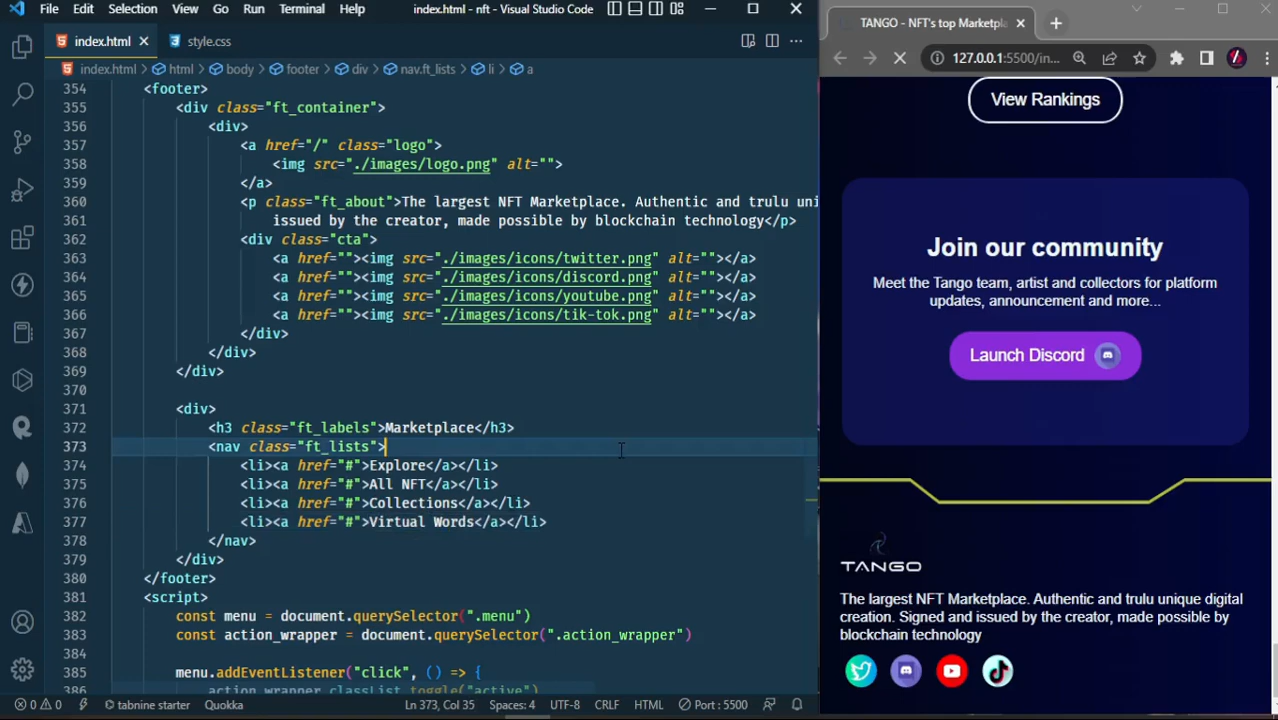 File Edit Selection View Go Run Terminal Help index.html - nft - Visual Studio Code
index.html style.css
index.html html body footer div nav.ft_lists li a
354 <footer>
355 <div class="ft_container">
356 <div>
357 <a href="/" class="logo">
358 <img src="./images/logo.png" alt="">
359 </a>
360 <p class="ft_about">The largest NFT Marketplace. Authentic and trulu uni
361 issued by the creator, made possible by blockchain technology</p>
362 <div class="cta">
363 <a href=""><img src="./images/icons/twitter.png" alt=""></a>
364 <a href=""><img src="./images/icons/discord.png" alt=""></a>
365 <a href=""><img src="./images/icons/youtube.png" alt=""></a>
366 <a href=""><img src="./images/icons/tik-tok.png" alt=""></a>
367 </div>
368 </div>
369 </div>
370
371 <div>
372 <h3 class="ft_labels">Marketplace</h3>
373 <nav class="ft_lists">
374 <li><a href="#">Explore</a></li>
375 <li><a href="#">All NFT</a></li>
376 <li><a href="#">Collections</a></li>
377 <li><a href="#">Virtual Words</a></li>
378 </nav>
379 </div>
380 </footer>
381 <script>
382 const menu = document.querySelector(".menu")
383 const action_wrapper = document.querySelector(".action_wrapper")
384
385 menu.addEventListener("click", () => {
386 action_wrapper.classList.toggle("active")
0 0 tabnine starter Quokka Ln 373, Col 35 Spaces: 4 UTF-8 CRLF HTML Port : 5500
TANGO - NFT's top Marketpla
127.0.0.1:5500/in...
View Rankings
Join our community
Meet the Tango team, artist and collectors for platform
updates, announcement and more...
Launch Discord
TANGO
The largest NFT Marketplace. Authentic and trulu unique digital
creation. Signed and issued by the creator, made possible by
blockchain technology